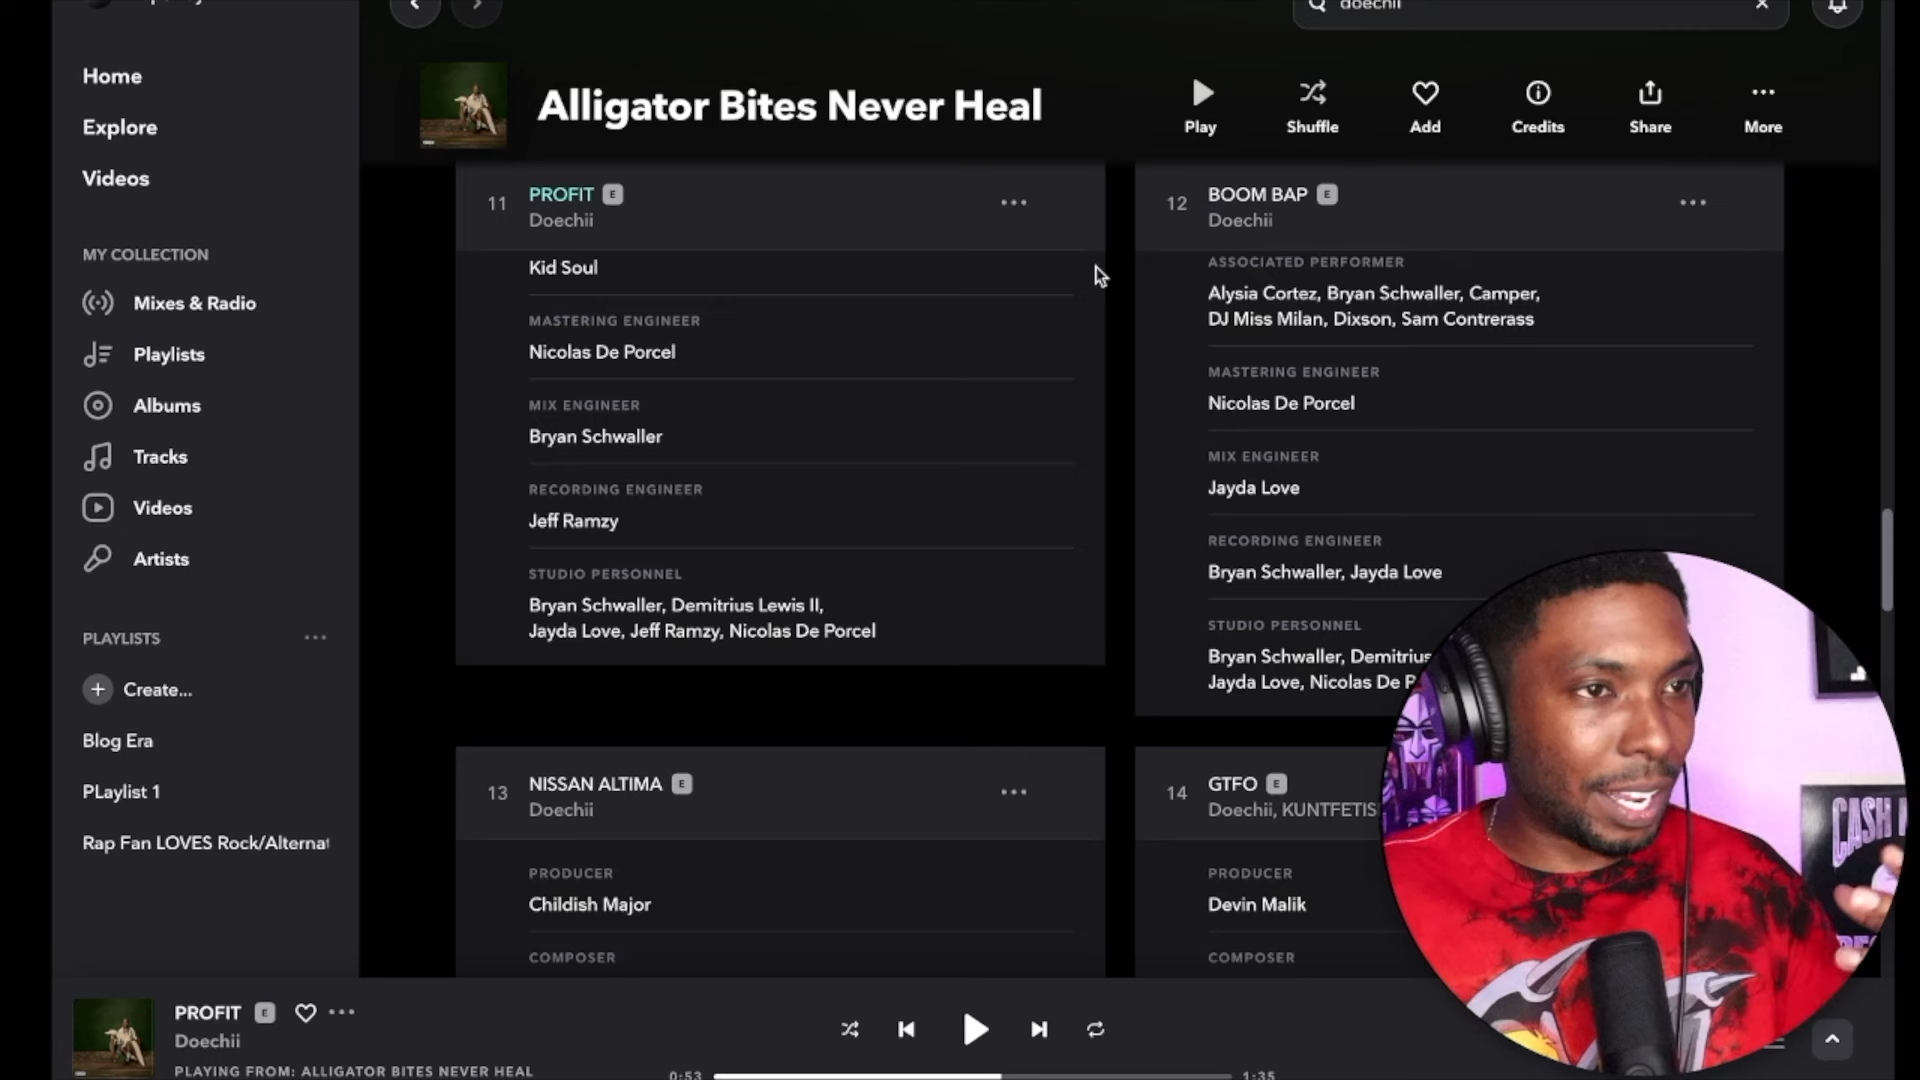 doechii
Home
Explore
Videos
MY COLLECTION
Mixes & Radio
Playlists
Albums
Tracks
Videos
Artists
PLAYLISTS
Create...
Blog Era
PLaylist 1
Rap Fan LOVES Rock/Alternat
Alligator Bites Never Heal
Play
Shuffle
Add
Credits
Share
More
11
PROFIT E
Doechii
Kid Soul
MASTERING ENGINEER
Nicolas De Porcel
MIX ENGINEER
Bryan Schwaller
RECORDING ENGINEER
Jeff Ramzy
STUDIO PERSONNEL
Bryan Schwaller, Demitrius Lewis II,
Jayda Love, Jeff Ramzy, Nicolas De Porcel
12
BOOM BAP E
Doechii
ASSOCIATED PERFORMER
Alysia Cortez, Bryan Schwaller, Camper,
DJ Miss Milan, Dixson, Sam Contrerass
MASTERING ENGINEER
Nicolas De Porcel
MIX ENGINEER
Jayda Love
RECORDING ENGINEER
Bryan Schwaller, Jayda Love
STUDIO PERSONNEL
Bryan Schwaller, Demitrius
Jayda Love, Nicolas De P
13
NISSAN ALTIMA E
Doechii
PRODUCER
Childish Major
COMPOSER
14
GTFO E
Doechii, KUNTFETIS
PRODUCER
Devin Malik
COMPOSER
CASH
PROFIT E
Doechii
PLAYING FROM: ALLIGATOR BITES NEVER HEAL
0:53
1:35